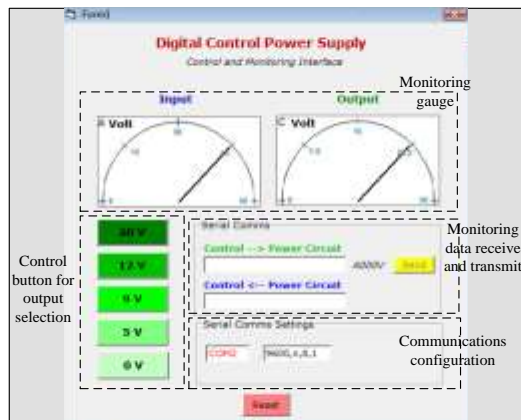 Form1
Digital Control Power Supply
Control and Monitoring Interface
Monitoring
gauge
Input
Output
Volt
Volt
Control
button for
output
selection
12 V
9 V
5 V
0 V
Serial Comms
Control --> Power Circuit
Send
Control <-- Power Circuit
Monitoring
data receive
and transmit
Serial Comms Settings
COM2
9600,n,8,1
Communications
configuration
Reset